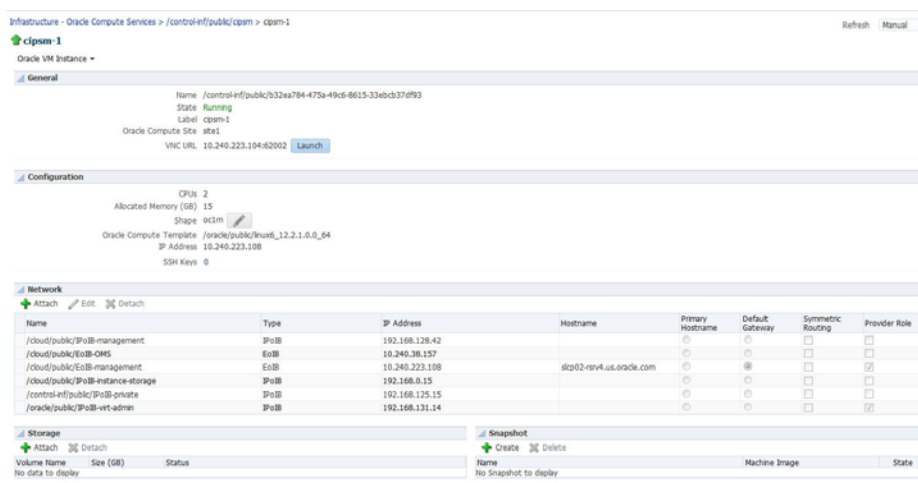 Infrastructure - Oracle Compute Services > /control-inf/public/cipsm > cipsm-1
Refresh Manual
cipsm-1
Oracle VM Instance
General
Name /control-inf/public/b32ea784-475a-49c6-8615-33ebcb37df93
State Running
Label cipsm-1
Oracle Compute Site site1
VNC URL 10.240.223.104:62002 Launch
Configuration
CPUs 2
Allocated Memory (GB) 15
Shape oc1m
Oracle Compute Template /oracle/public/linux6_12.2.1.0.0_64
IP Address 10.240.223.108
SSH Keys 0
Network
Attach Edit Detach
Name Type IP Address Hostname Primary Hostname Default Gateway Symmetric Routing Provider Role
/cloud/public/IPoIB-management IPoIB 192.168.128.42
/cloud/public/EoIB-OMS EoIB 10.240.38.157
/cloud/public/EoIB-management EoIB 10.240.223.108 slcp02-rsrv4.us.oracle.com
/cloud/public/IPoIB-instance-storage IPoIB 192.168.0.15
/control-inf/public/IPoIB-private IPoIB 192.168.125.15
/oracle/public/IPoIB-virt-admin IPoIB 192.168.131.14
Storage
Attach Detach
Volume Name Size (GB) Status
No data to display
Snapshot
Create Delete
Name Machine Image State
No Snapshot to display